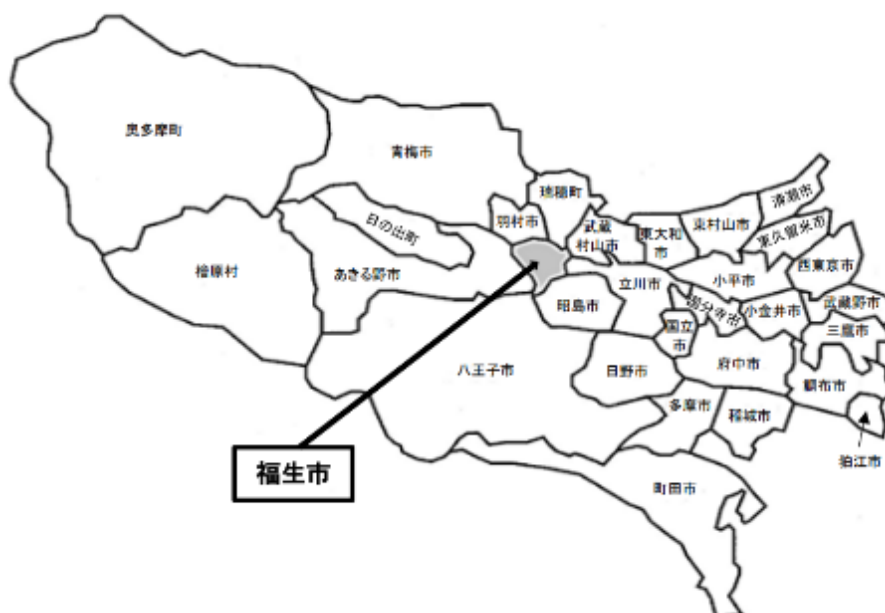 奥多摩町
青梅市
瑞穂町
清瀬市
羽村市
武蔵
村山市
東大和
市
東村山市
東久留米市
日の出町
檜原村
あきる野市
立川市
小平市
西東京市
昭島市
国分寺市
小金井市
武蔵野市
国立
市
三鷹市
八王子市
日野市
府中市
調布市
多摩市
稲城市
狛江市
福生市
町田市